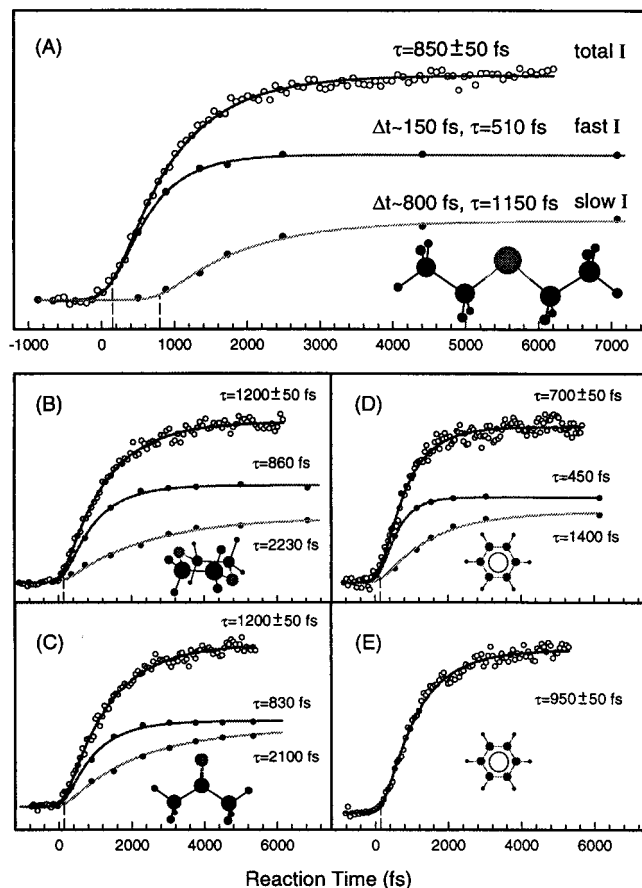 (A)
τ=850±50 fs total I
Δt~150 fs, τ=510 fs fast I
Δt~800 fs, τ=1150 fs slow I
-1000 0 1000 2000 3000 4000 5000 6000 7000
(B)
τ=1200±50 fs
τ=860 fs
τ=2230 fs
(D)
τ=700±50 fs
τ=450 fs
τ=1400 fs
(C)
τ=1200±50 fs
τ=830 fs
τ=2100 fs
0 2000 4000 6000
(E)
τ=950±50 fs
0 2000 4000 6000
Reaction Time (fs)